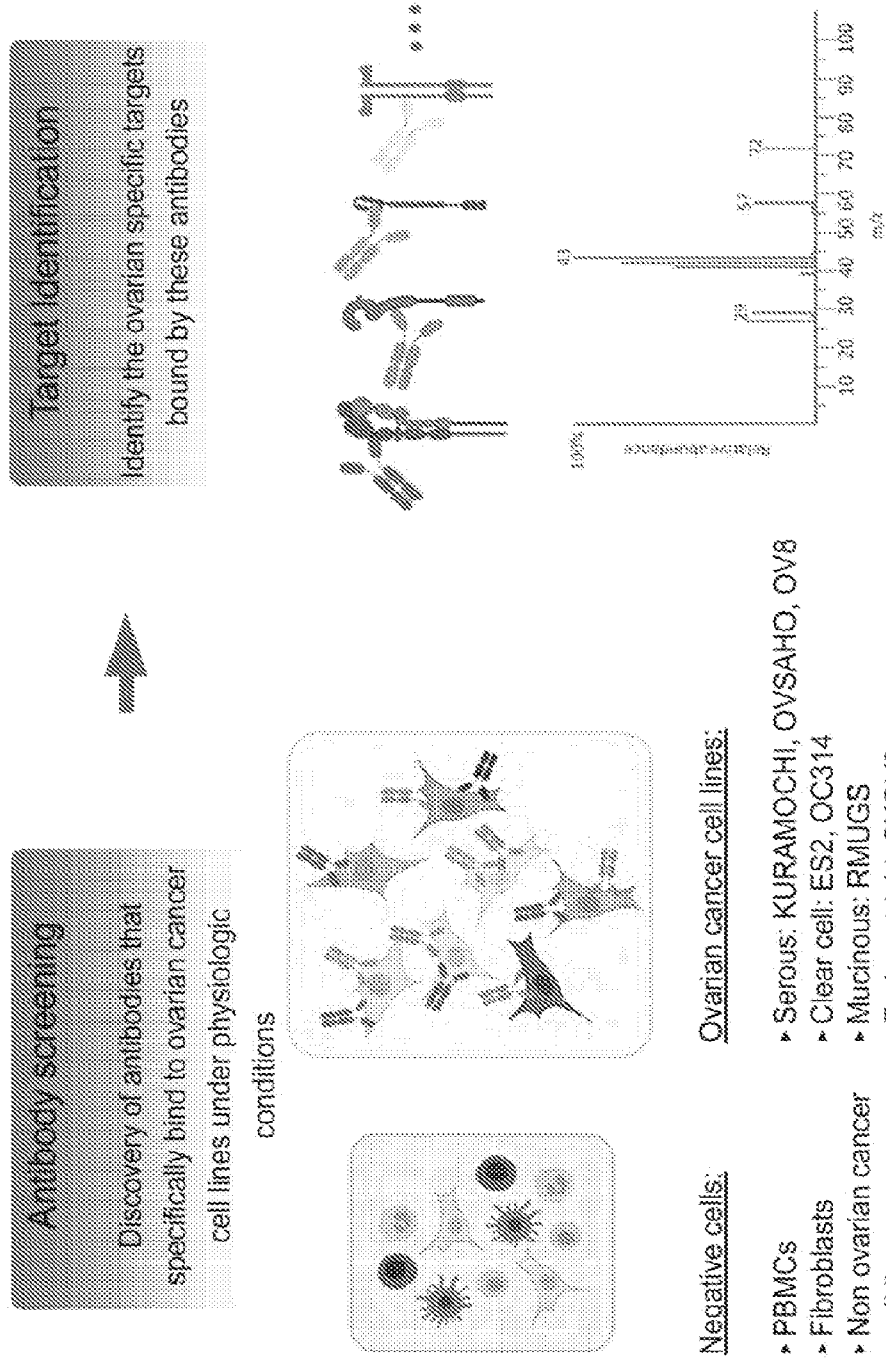 Antibody screening
Discovery of antibodies that
specifically bind to ovarian cancer
cell lines under physiologic
conditions
Negative cells:
▸ PBMCs
▸ Fibroblasts
▸ Non ovarian cancer
Ovarian cancer cell lines:
▸ Serous: KURAMOCHI, OVSAHO, OV8
▸ Clear cell: ES2, OC314
▸ Mucinous: RMUGS
Target Identification
Identify the ovarian specific targets
bound by these antibodies
100%
Relative abundance
29
43
57
72
10 20 30 40 50 60 70 80 90 100
m/z